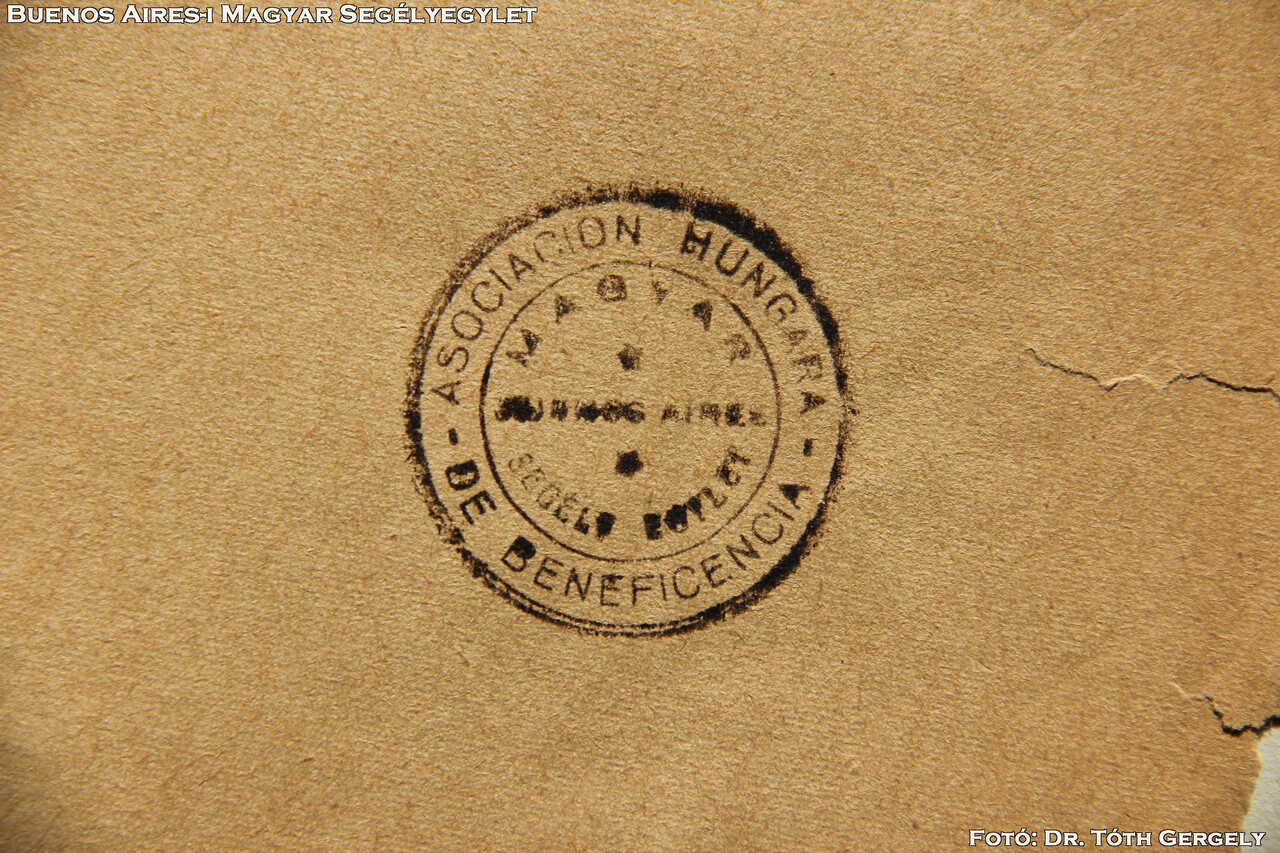 Buenos Aires-i Magyar Segélyegylet
ASOCIACION HUNGARA
MAGYAR
BUENOS AIRES
SEGÉLY EGYLET
- DE BENEFICENCIA -
Fotó: Dr. Tóth Gergely